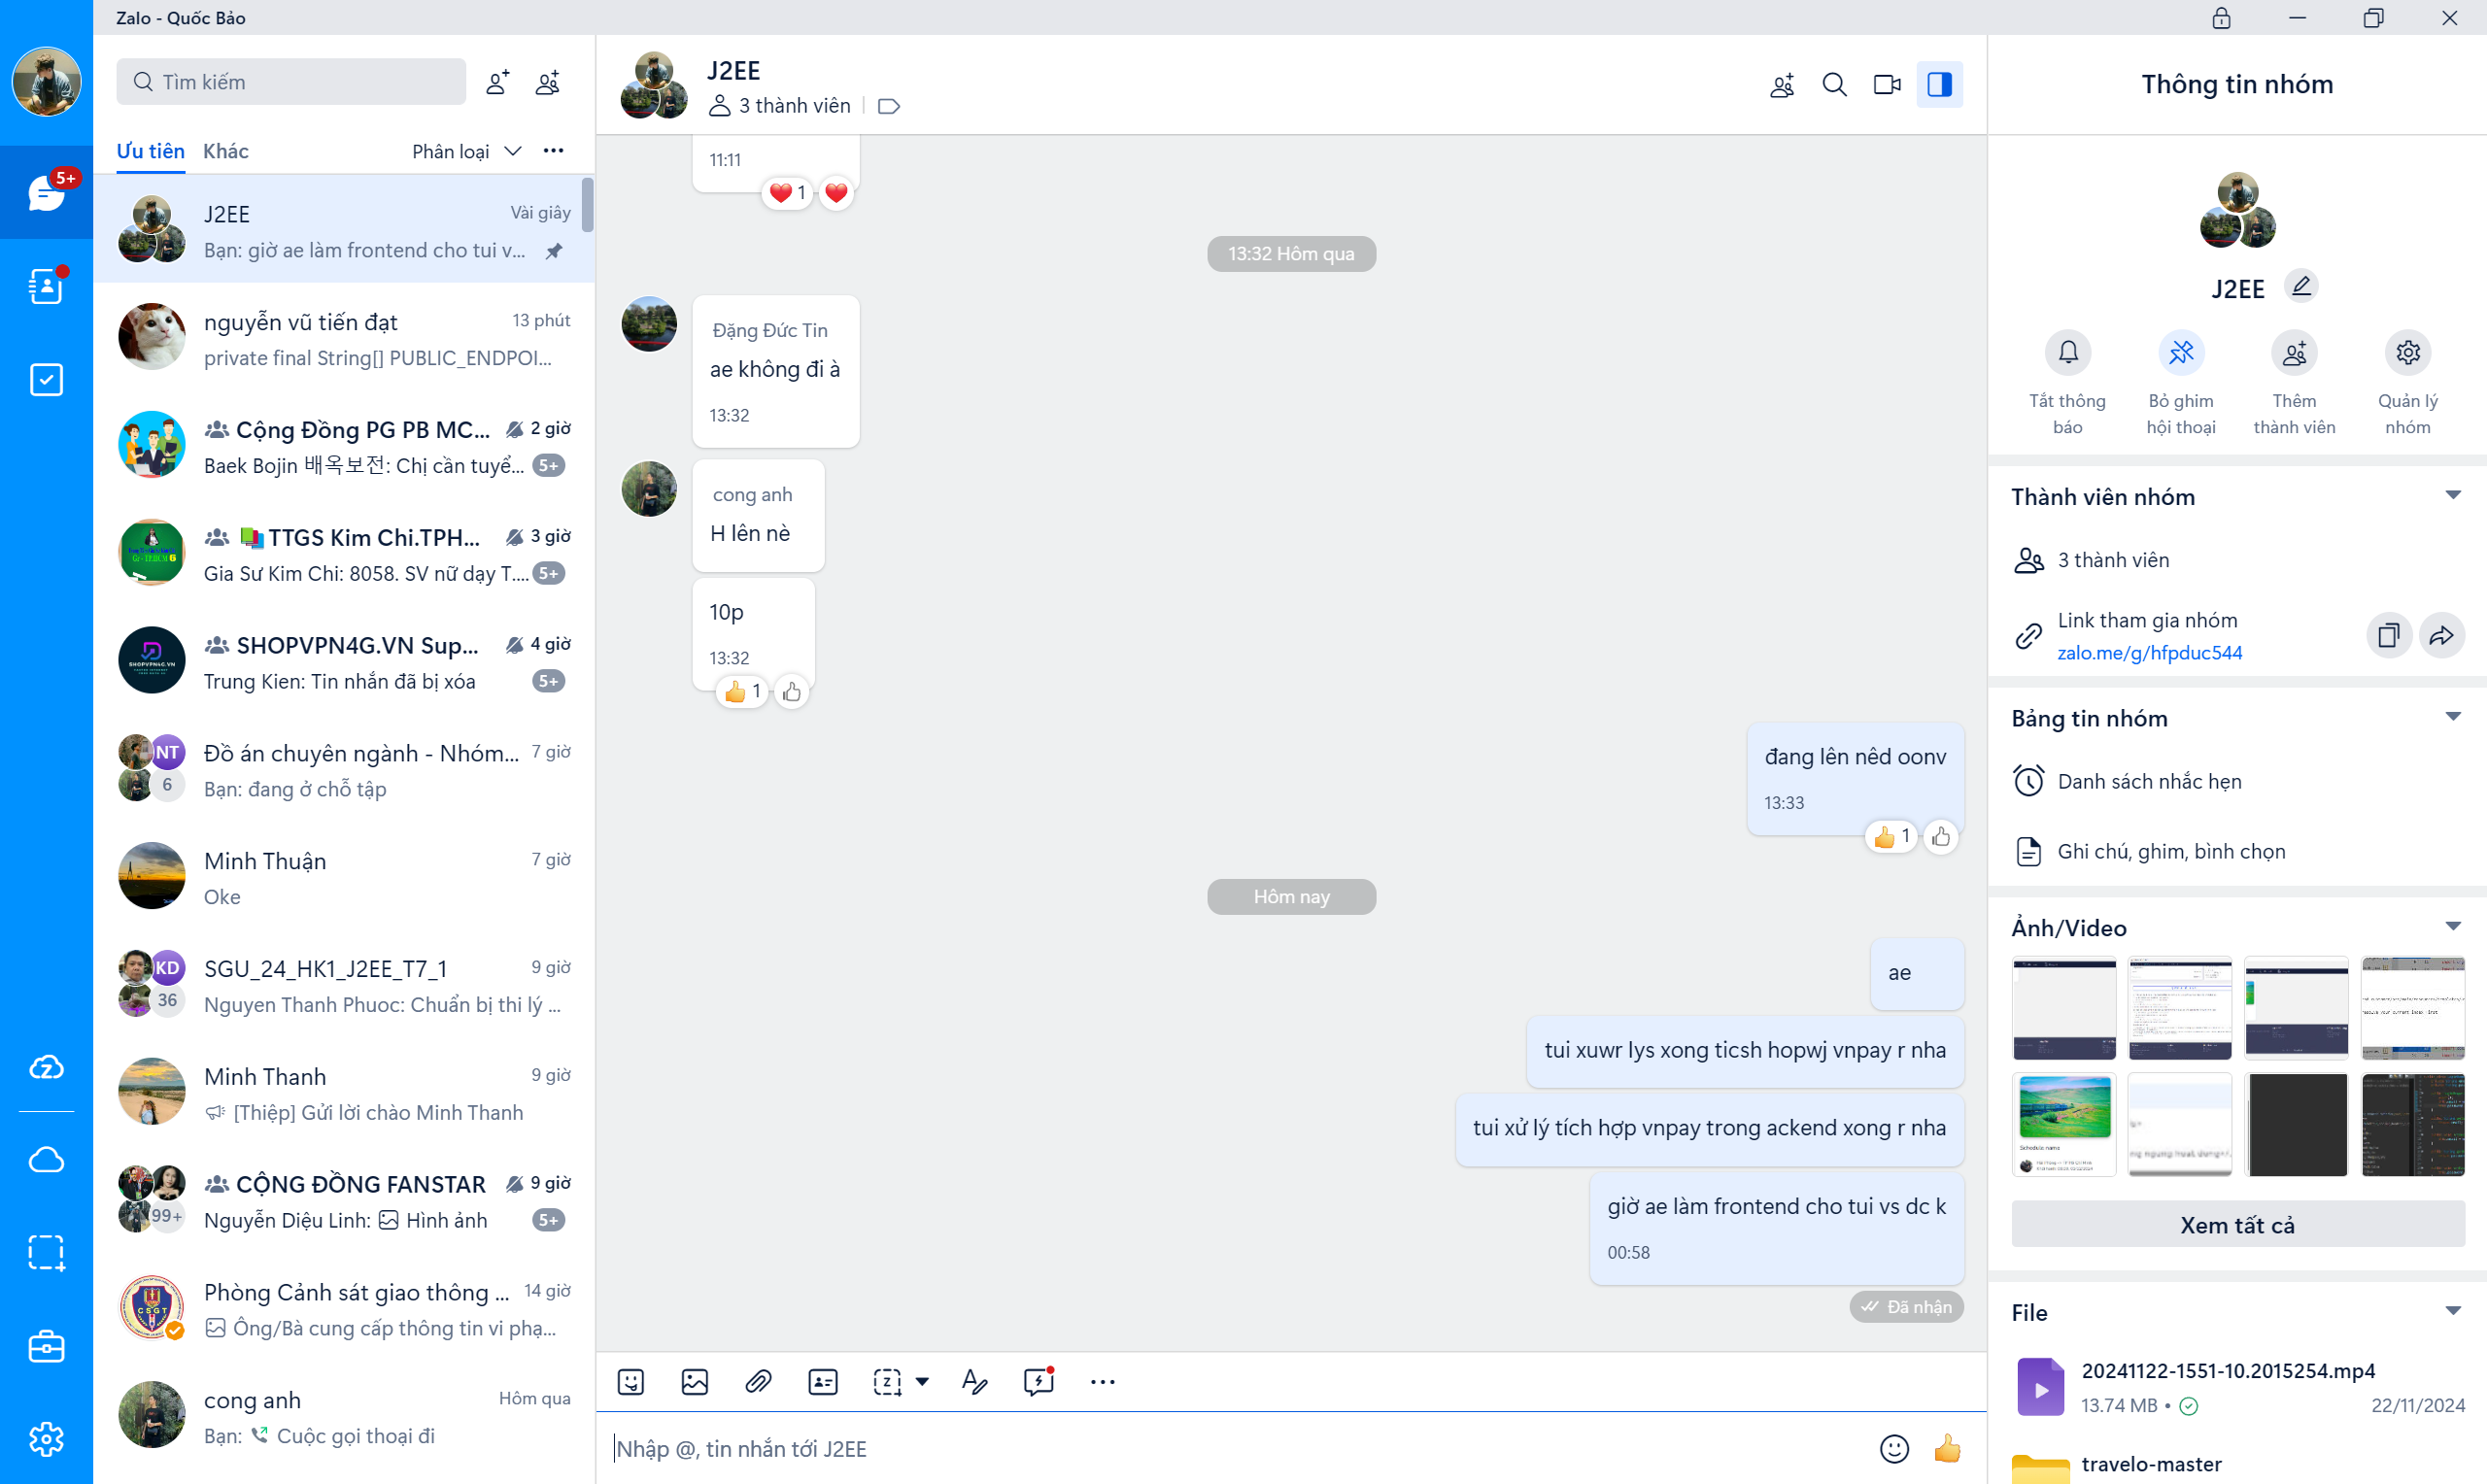 Zalo - Quốc Bảo
Tìm kiếm
Ưu tiên
Khác
Phân loại
5+
J2EE
Vài giây
Bạn: giờ ae làm frontend cho tui v...
nguyễn vũ tiến đạt
13 phút
private final String[] PUBLIC_ENDPOI...
Cộng Đồng PG PB MC...
2 giờ
Baek Bojin 배옥보전: Chị cần tuyể...
5+
TTGS Kim Chi.TPH...
3 giờ
Gia Sư Kim Chi: 8058. SV nữ dạy T....
5+
SHOPVPN4G.VN Sup...
4 giờ
Trung Kien: Tin nhắn đã bị xóa
5+
SHOPVPN4G.VN
NT
6
Đồ án chuyên ngành - Nhóm...
7 giờ
Bạn: đang ở chỗ tập
Minh Thuận
7 giờ
Oke
KD
36
SGU_24_HK1_J2EE_T7_1
9 giờ
Nguyen Thanh Phuoc: Chuẩn bị thi lý ...
Minh Thanh
9 giờ
[Thiệp] Gửi lời chào Minh Thanh
99+
CỘNG ĐỒNG FANSTAR
9 giờ
Nguyễn Diệu Linh: Hình ảnh
5+
CSGT
Phòng Cảnh sát giao thông ...
14 giờ
Ông/Bà cung cấp thông tin vi phạ...
cong anh
Hôm qua
Bạn: Cuộc gọi thoại đi
J2EE
3 thành viên
11:11
1
13:32 Hôm qua
Đặng Đức Tin
ae không đi à
13:32
cong anh
H lên nè
10p
13:32
1
đang lên nêd oonv
13:33
1
Hôm nay
ae
tui xuwr lys xong ticsh hopwj vnpay r nha
tui xử lý tích hợp vnpay trong ackend xong r nha
giờ ae làm frontend cho tui vs dc k
00:58
Đã nhận
Nhập @, tin nhắn tới J2EE
Thông tin nhóm
J2EE
Tắt thông
báo
Bỏ ghim
hội thoại
Thêm
thành viên
Quản lý
nhóm
Thành viên nhóm
3 thành viên
Link tham gia nhóm
zalo.me/g/hfpduc544
Bảng tin nhóm
Danh sách nhắc hẹn
Ghi chú, ghim, bình chọn
Ảnh/Video
Schedule name
Xem tất cả
File
20241122-1551-10.2015254.mp4
13.74 MB •
22/11/2024
travelo-master